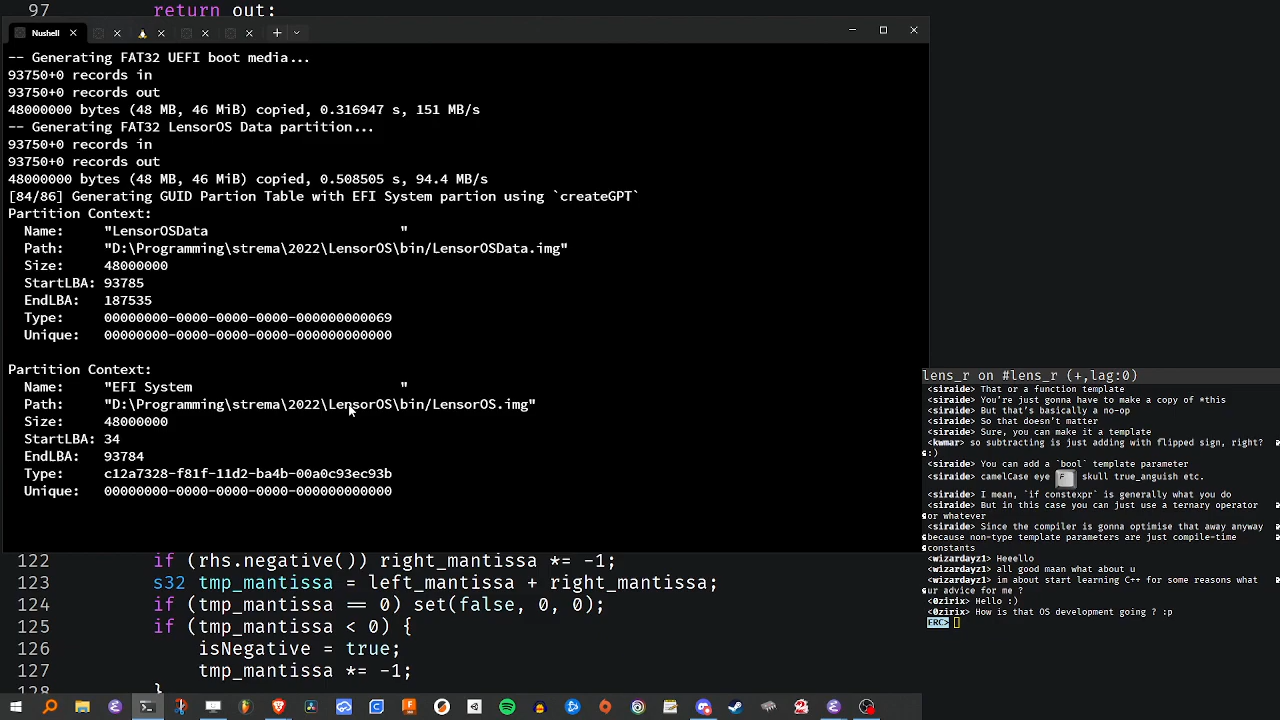 97 return out;
Nushell
-- Generating FAT32 UEFI boot media...
93750+0 records in
93750+0 records out
48000000 bytes (48 MB, 46 MiB) copied, 0.316947 s, 151 MB/s
-- Generating FAT32 LensorOS Data partition...
93750+0 records in
93750+0 records out
48000000 bytes (48 MB, 46 MiB) copied, 0.508505 s, 94.4 MB/s
[84/86] Generating GUID Partion Table with EFI System partion using `createGPT`
Partition Context:
Name: "LensorOSData "
Path: "D:\Programming\strema\2022\LensorOS\bin/LensorOSData.img"
Size: 48000000
StartLBA: 93785
EndLBA: 187535
Type: 00000000-0000-0000-0000-000000000069
Unique: 00000000-0000-0000-0000-000000000000
Partition Context:
Name: "EFI System "
Path: "D:\Programming\strema\2022\LensorOS\bin/LensorOS.img"
Size: 48000000
StartLBA: 34
EndLBA: 93784
Type: c12a7328-f81f-11d2-ba4b-00a0c93ec93b
Unique: 00000000-0000-0000-0000-000000000000
122 if (rhs.negative()) right_mantissa *= -1;
123 s32 tmp_mantissa = left_mantissa + right_mantissa;
124 if (tmp_mantissa == 0) set(false, 0, 0);
125 if (tmp_mantissa < 0) {
126 isNegative = true;
127 tmp_mantissa *= -1;
128 }
lens_r on #lens_r (+,lag:0)
<siraide> That or a function template
<siraide> You're just gonna have to make a copy of *this
<siraide> But that's basically a no-op
<siraide> So that doesn't matter
<siraide> Sure, you can make it a template
<kwmar> so subtracting is just adding with flipped sign, right?
:)
<siraide> You can add a `bool` template parameter
<siraide> camelCase eye F skull true_anguish etc.
<siraide> I mean, `if constexpr` is generally what you do
<siraide> But in this case you can just use a ternary operator
or whatever
<siraide> Since the compiler is gonna optimise that away anyway
because non-type template parameters are just compile-time
constants
<wizardayz1> Heeello
<wizardayz1> all good maan what about u
<wizardayz1> im about start learning C++ for some reasons what
ur advice for me ?
<0zirix> Hello :)
<0zirix> How is that OS development going ? :p
ERC>